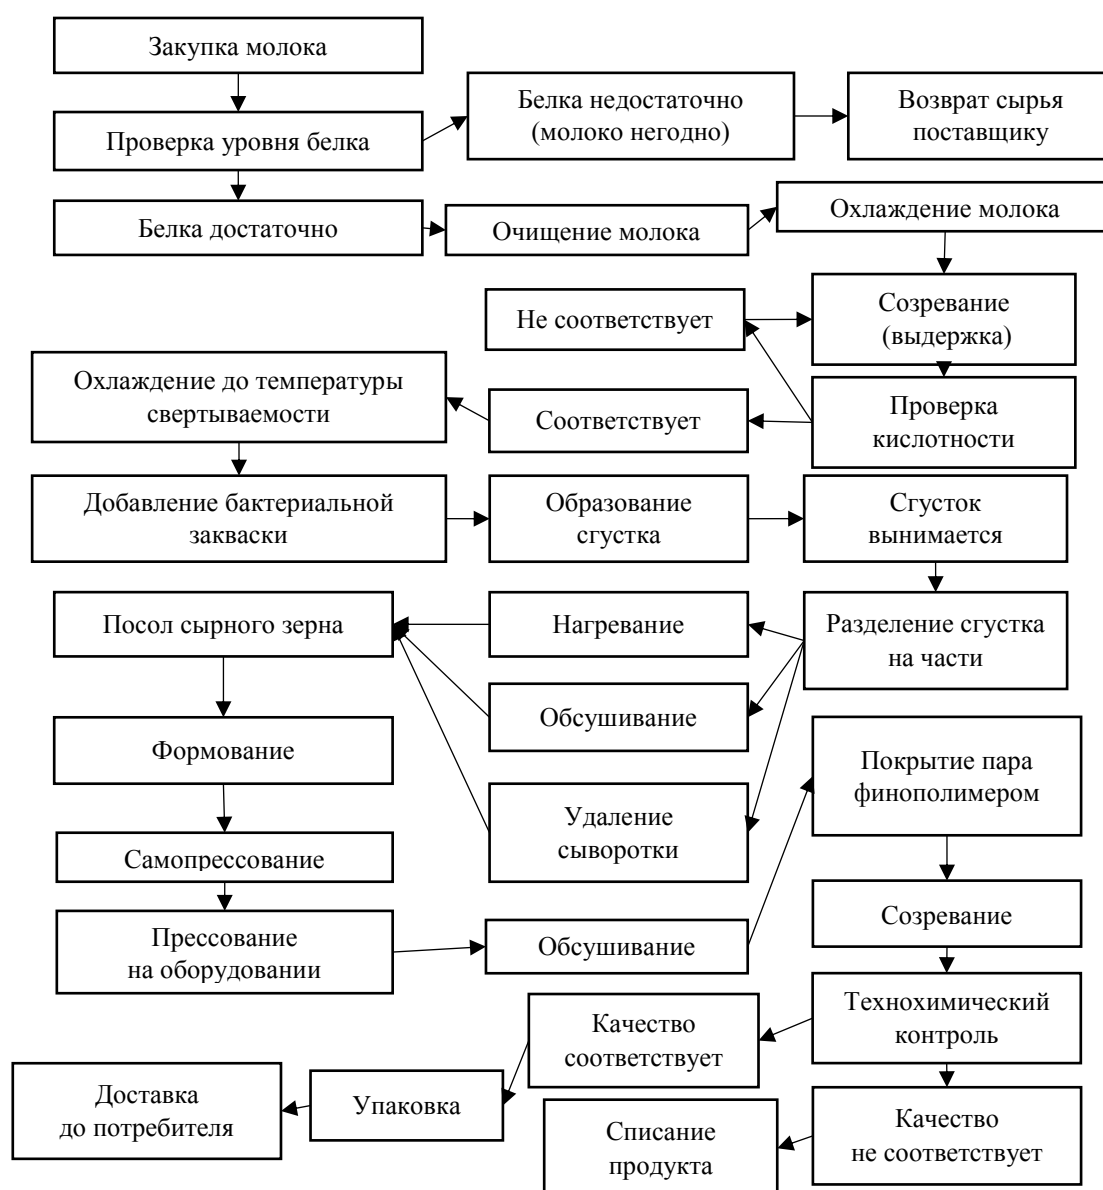 Закупка молока
Белка недостаточно
(молоко негодно)
Возврат сырья
поставщику
Проверка уровня белка
Белка достаточно
Очищение молока
Охлаждение молока
Не соответствует
Созревание
(выдержка)
Охлаждение до температуры
свертываемости
Соответствует
Проверка
кислотности
Добавление бактериальной
закваски
Образование
сгустка
Сгусток
вынимается
Посол сырного зерна
Нагревание
Разделение сгустка
на части
Обсушивание
Формование
Покрытие пара
финополимером
Удаление
сыворотки
Самопрессование
Созревание
Прессование
на оборудовании
Обсушивание
Технохимический
контроль
Качество
соответствует
Доставка
до потребителя
Упаковка
Списание
продукта
Качество
не соответствует